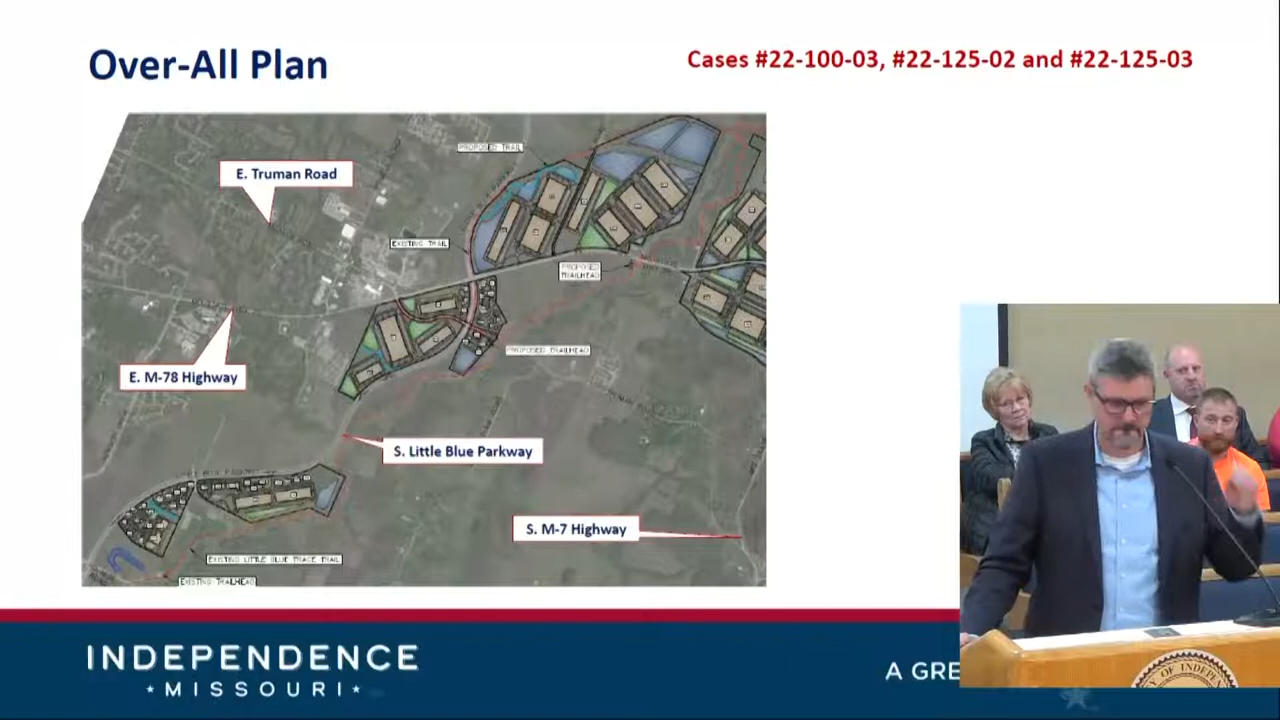 Over-All Plan
Cases #22-100-03, #22-125-02 and #22-125-03
PROPOSED TRAIL
E. Truman Road
EXISTING TRAIL
PROPOSED
TRAILHEAD
PROPOSED TRAILHEAD
E. M-78 Highway
S. Little Blue Parkway
S. M-7 Highway
EXISTING LITTLE BLUE TRACE TRAIL
EXISTING TRAILHEAD
INDEPENDENCE
★MISSOURI★
A GRE
Y OF INDEP